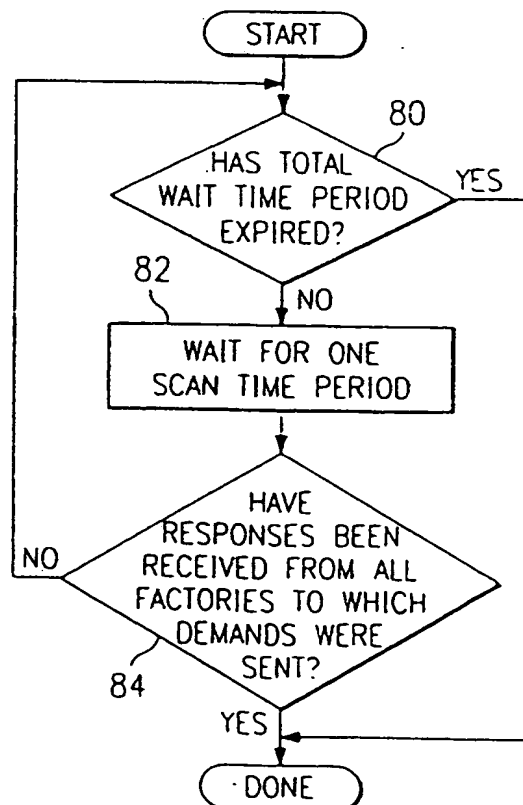 START
80
HAS TOTAL
WAIT TIME PERIOD
EXPIRED?
YES
82
NO
WAIT FOR ONE
SCAN TIME PERIOD
HAVE
RESPONSES BEEN
RECEIVED FROM ALL
FACTORIES TO WHICH
DEMANDS WERE
SENT?
NO
84
YES
DONE